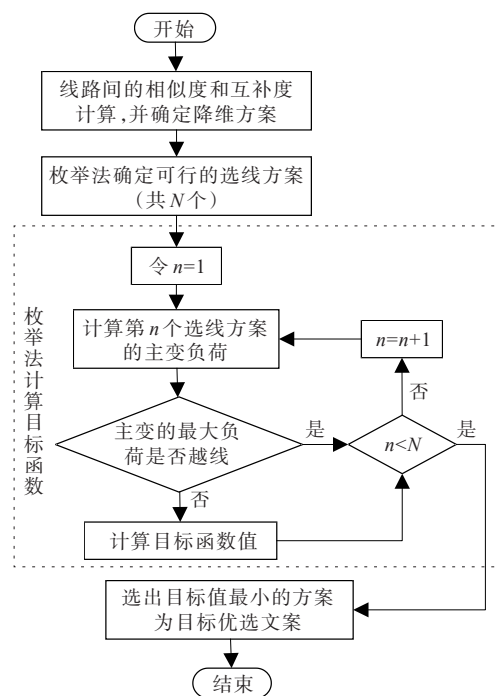 开始
线路间的相似度和互补度
计算,并确定降维方案
枚举法确定可行的选线方案
(共N个)
枚举法计算目标函数
令n=1
计算第n个选线方案
的主变负荷
n=n+1
否
主变的最大负
荷是否越线
是
n<N
是
否
计算目标函数值
选出目标值最小的方案
为目标优选文案
结束